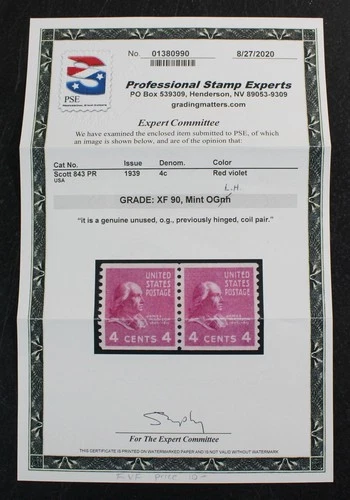 No. 01380990 8/27/2020
PSE
Professional Stamp Experts
PO Box 539309, Henderson, NV 89053-9309
gradingmatters.com
Expert Committee
We have examined the enclosed item submitted to PSE, of which
an image is shown below, and are of the opinion that:
Cat No. Issue Denom. Color
Scott 843 PR 1939 4c Red violet
USA
L.H.
GRADE: XF 90, Mint OGnh
"it is a genuine unused, o.g., previously hinged, coil pair."
UNITED STATES POSTAGE
4 CENTS 4
UNITED STATES POSTAGE
4 CENTS 4
For The Expert Committee
THIS CERTIFICATE IS PRINTED ON WATERMARKED PAPER AND IS NOT VALID WITHOUT WATERMARK